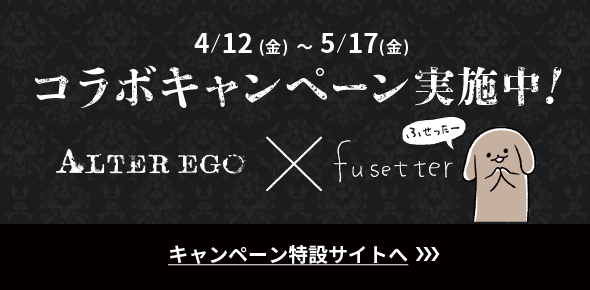 4/12(金) ～ 5/17(金)
コラボキャンペーン実施中!
ALTER EGO × fusetter
ふせったー
キャンペーン特設サイトへ 》》